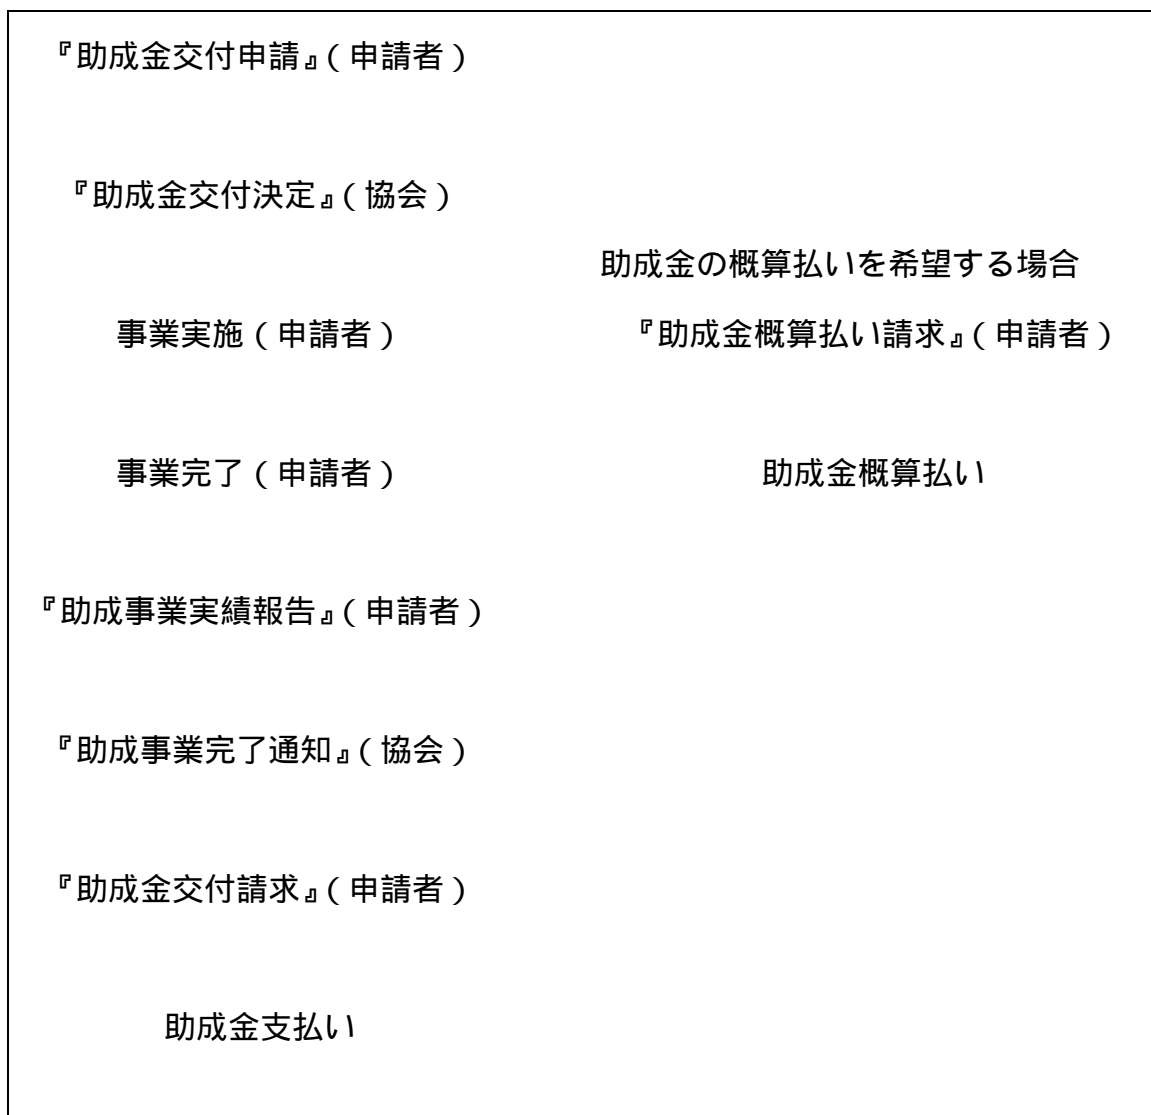 『助成金交付申請』(申請者)
『助成金交付決定』(協会)
助成金の概算払いを希望する場合
事業実施(申請者)
『助成金概算払い請求』(申請者)
事業完了(申請者)
助成金概算払い
『助成事業実績報告』(申請者)
『助成事業完了通知』(協会)
『助成金交付請求』(申請者)
助成金支払い